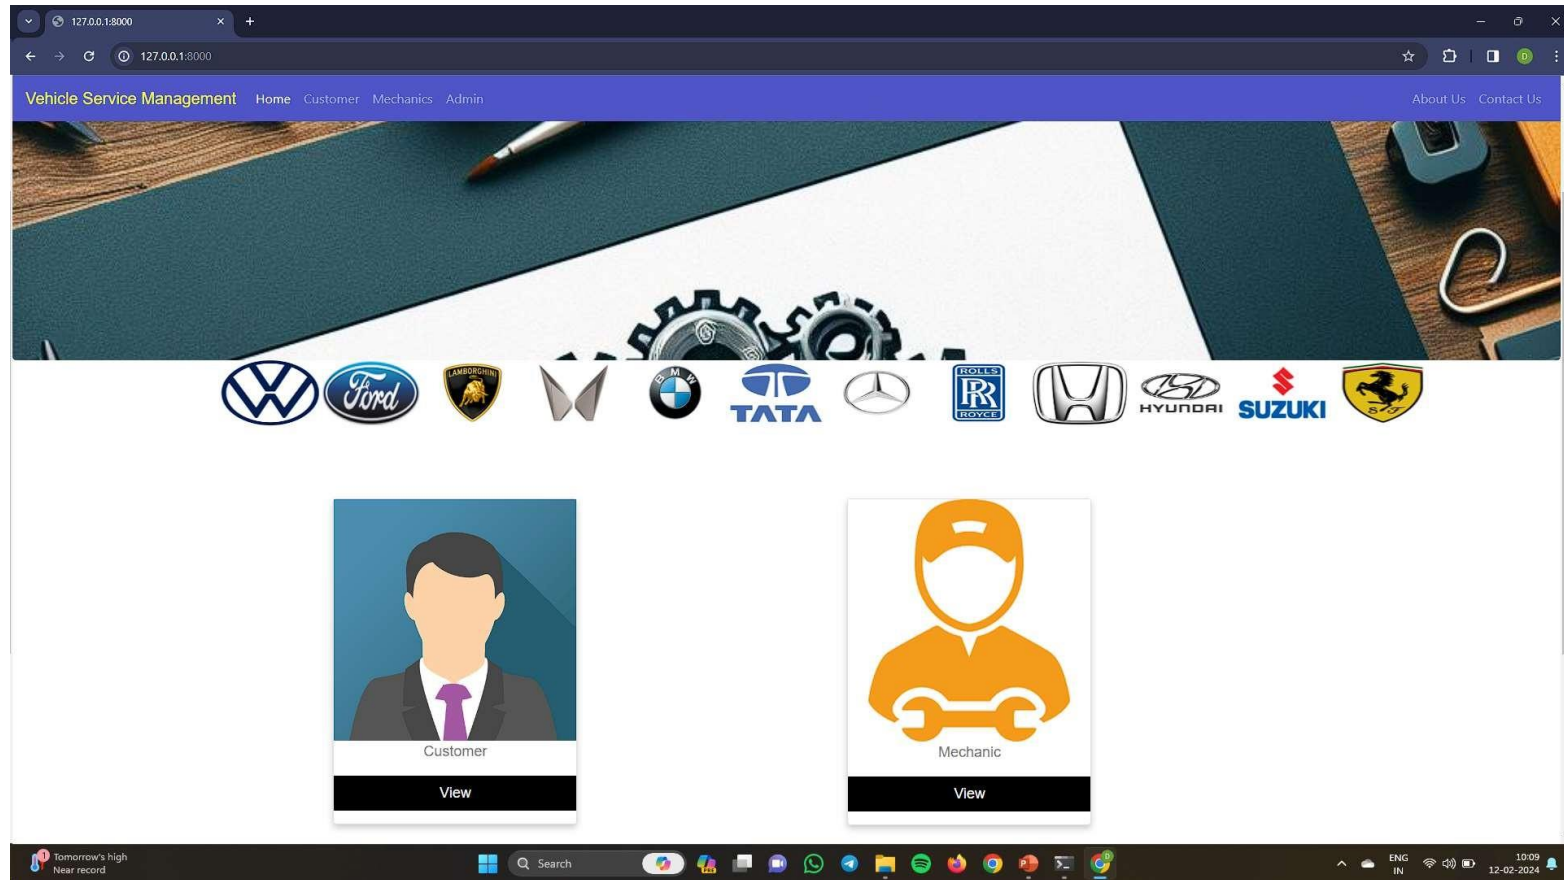 127.0.0.1:8000
127.0.0.1:8000
Vehicle Service Management Home Customer Mechanics Admin About Us Contact Us
Ford LAMBORGHINI BMW TATA ROLLS R R ROYCE HYUNDAI SUZUKI S F
Customer Mechanic
View View
Tomorrow's high
Near record
Search
PRE
ENG
IN
10:09
12-02-2024